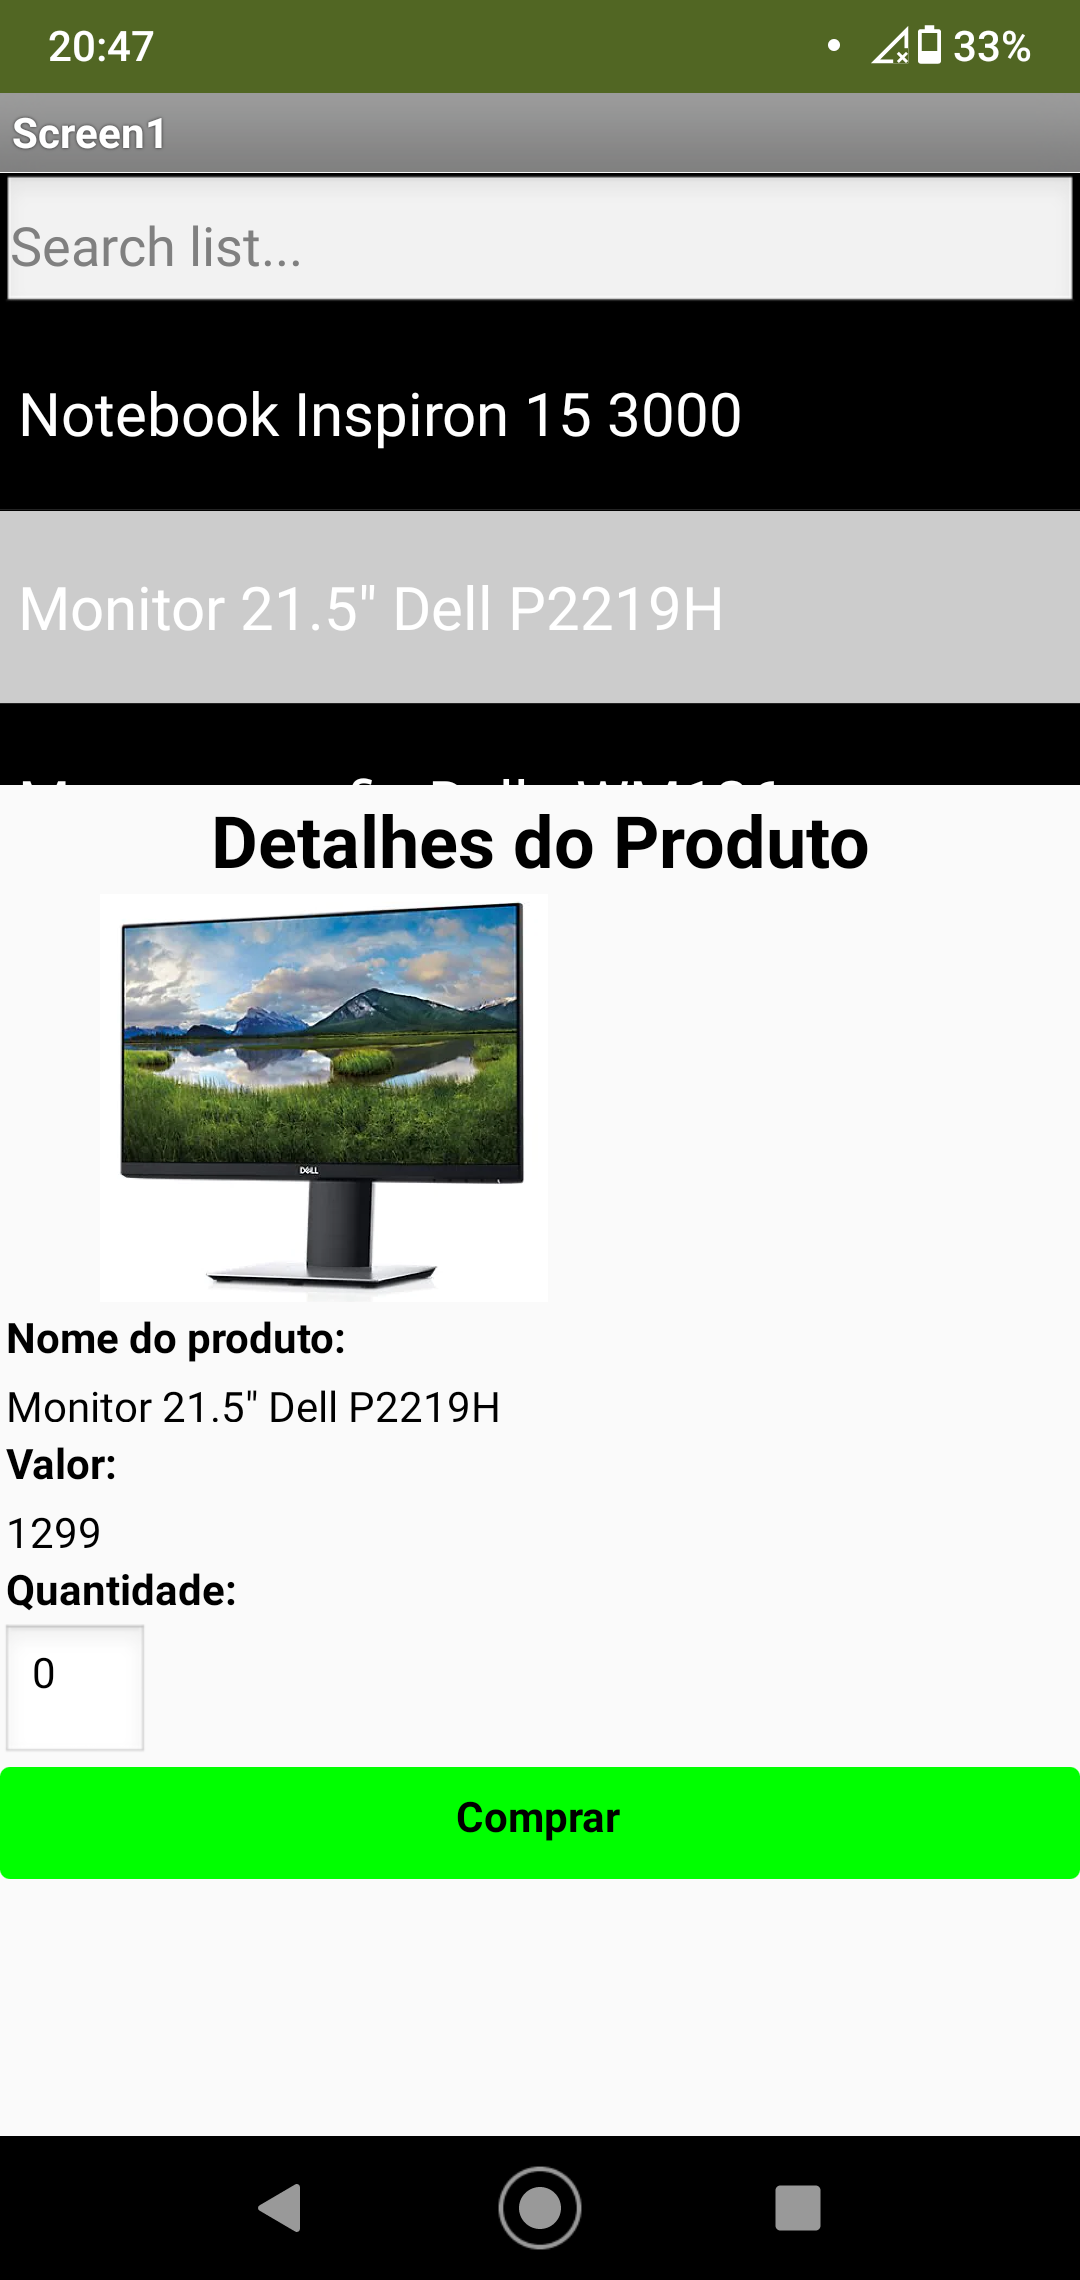 20:47
33%
Screen1
Search list...
Notebook Inspiron 15 3000
Monitor 21.5" Dell P2219H
Detalhes do Produto
DELL
Nome do produto:
Monitor 21.5" Dell P2219H
Valor:
1299
Quantidade:
0
Comprar